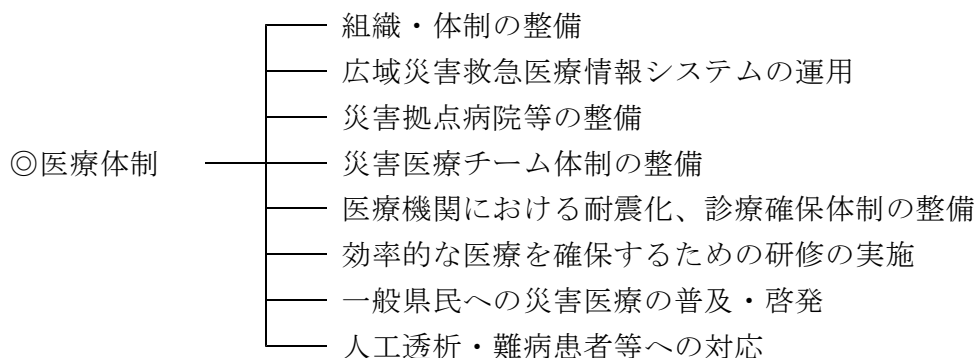 組織・体制の整備
広域災害救急医療情報システムの運用
災害拠点病院等の整備
◎医療体制
災害医療チーム体制の整備
医療機関における耐震化、診療確保体制の整備
効率的な医療を確保するための研修の実施
一般県民への災害医療の普及・啓発
人工透析・難病患者等への対応